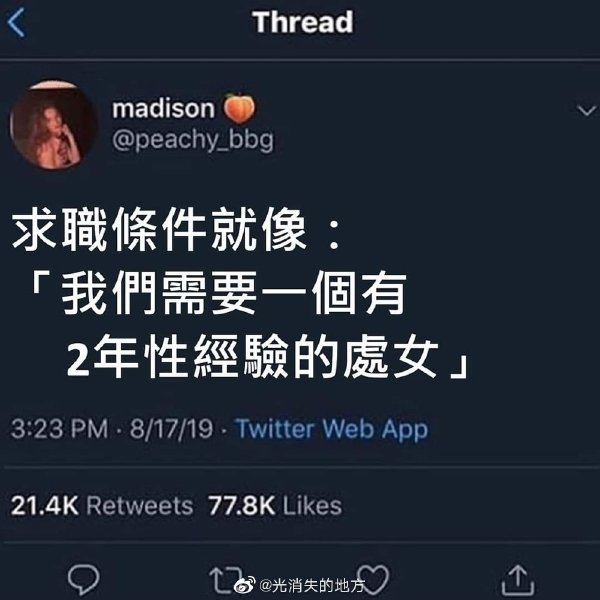 Thread
madison 🍑
@peachy_bbg
求職條件就像：
「我們需要一個有
2年性經驗的處女」
3:23 PM · 8/17/19 · Twitter Web App
21.4K Retweets 77.8K Likes
@光消失的地方